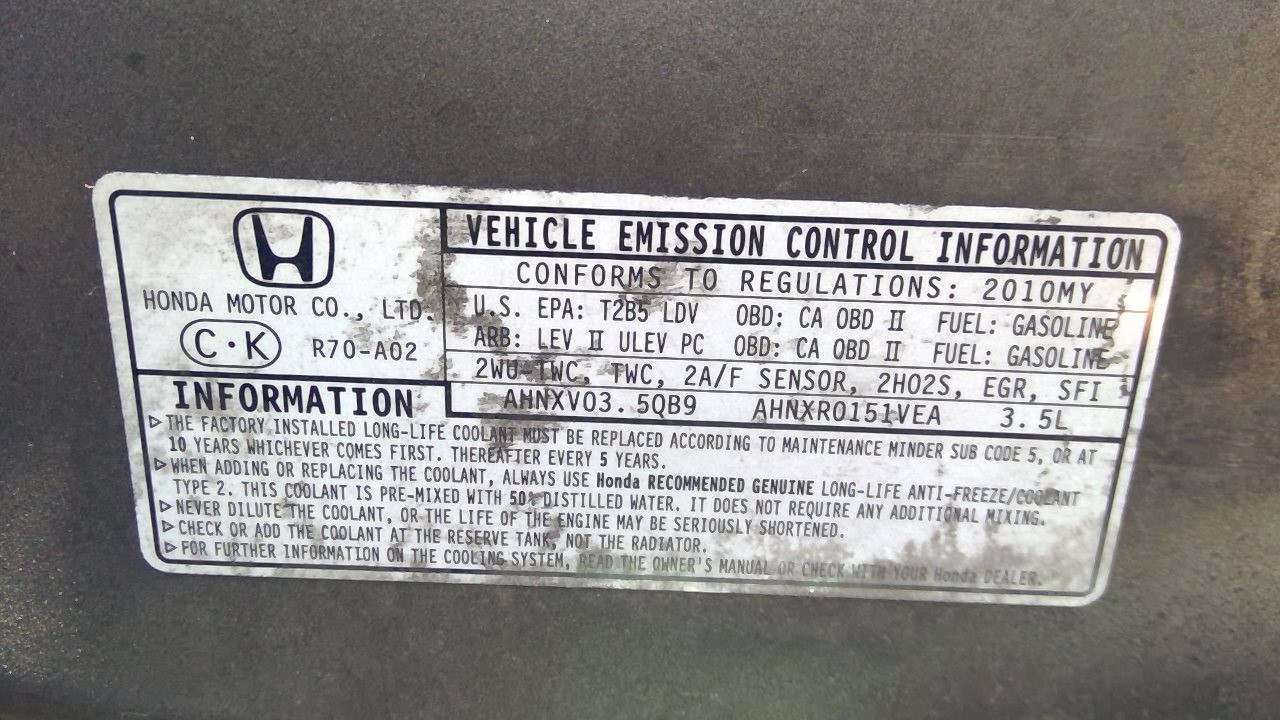 VEHICLE EMISSION CONTROL INFORMATION
CONFORMS TO REGULATIONS: 2010MY
HONDA MOTOR CO., LTD.
U.S. EPA: T2B5 LDV OBD: CA OBD II FUEL: GASOLINE
ARB: LEV II ULEV PC OBD: CA OBD II FUEL: GASOLINE
C·K R70-A02
2WU-TWC, TWC, 2A/F SENSOR, 2HO2S, EGR, SFI
AHNXV03.5QB9 AHNXR0151VEA 3.5L
INFORMATION
▷THE FACTORY INSTALLED LONG-LIFE COOLANT MUST BE REPLACED ACCORDING TO MAINTENANCE MINDER SUB CODE 5, OR AT
10 YEARS WHICHEVER COMES FIRST. THEREAFTER EVERY 5 YEARS.
▷WHEN ADDING OR REPLACING THE COOLANT, ALWAYS USE Honda RECOMMENDED GENUINE LONG-LIFE ANTI-FREEZE/COOLANT
TYPE 2. THIS COOLANT IS PRE-MIXED WITH 50% DISTILLED WATER. IT DOES NOT REQUIRE ANY ADDITIONAL MIXING.
▷NEVER DILUTE THE COOLANT, OR THE LIFE OF THE ENGINE MAY BE SERIOUSLY SHORTENED.
▷CHECK OR ADD THE COOLANT AT THE RESERVE TANK, NOT THE RADIATOR.
▷FOR FURTHER INFORMATION ON THE COOLING SYSTEM, READ THE OWNER'S MANUAL OR CHECK WITH YOUR Honda DEALER.